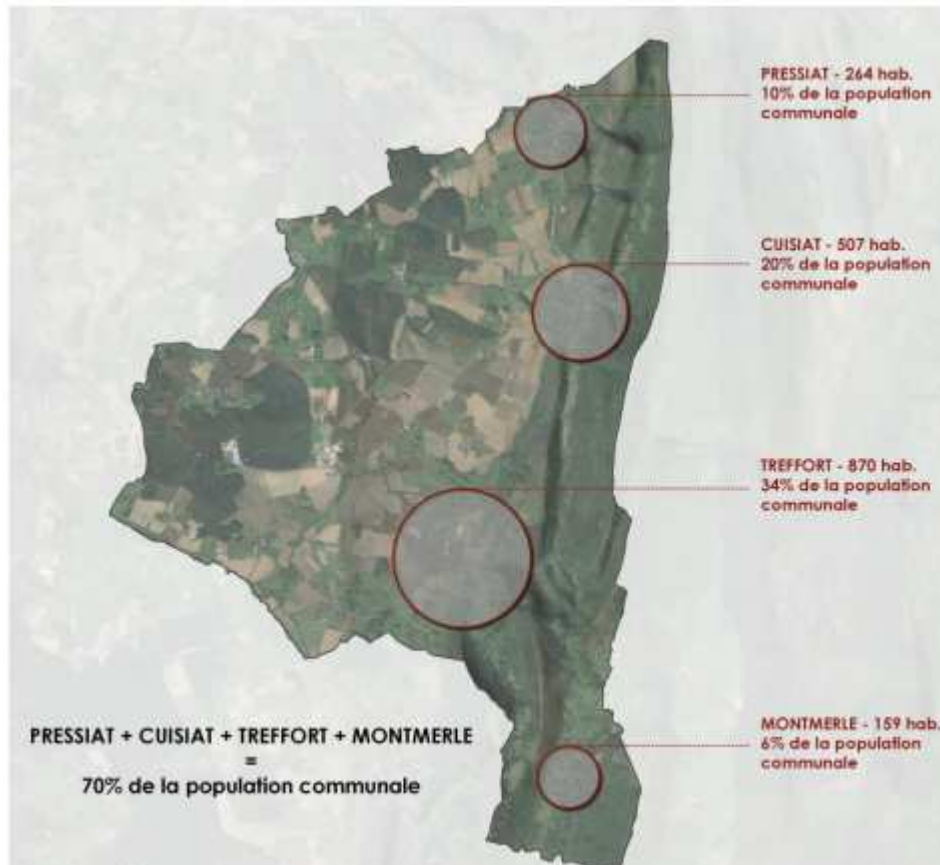 PRESSIAT - 264 hab.
10% de la population
communale
CUISIAT - 507 hab.
20% de la population
communale
TREFFORT - 870 hab.
34% de la population
communale
MONTMERLE - 159 hab.
6% de la population
communale
PRESSIAT + CUISIAT + TREFFORT + MONTMERLE
=
70% de la population communale